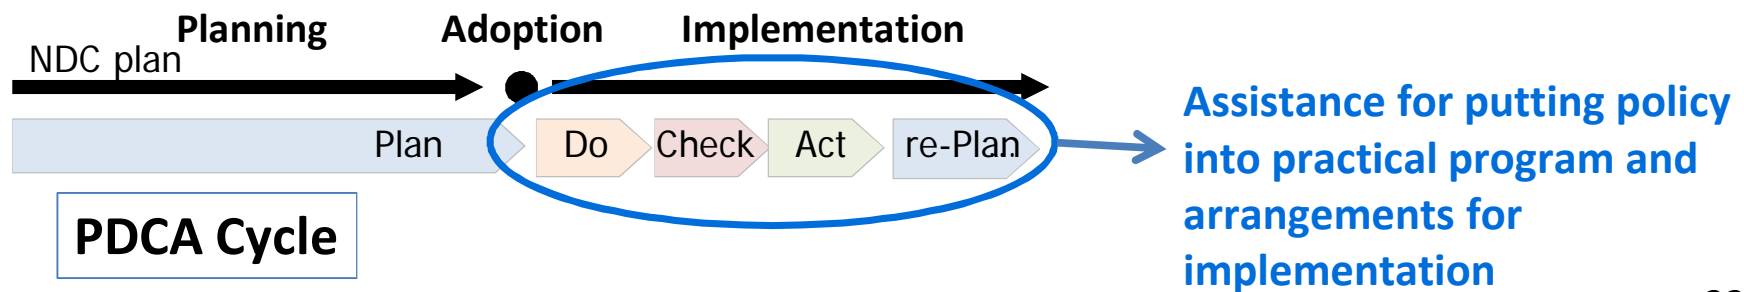 Planning Adoption Implementation
NDC plan
Plan Do Check Act re-Plan...
PDCA Cycle
Assistance for putting policy
into practical program and
arrangements for
implementation